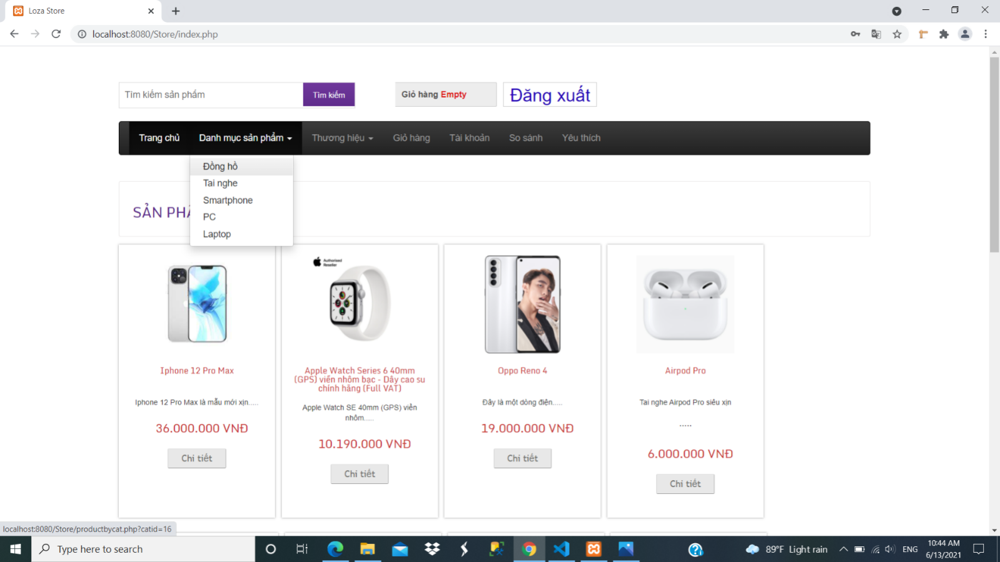 Loza Store
localhost:8080/Store/index.php
Tìm kiếm sản phẩm
Tìm kiếm
Giỏ hàng Empty
Đăng xuất
Trang chủ
Danh mục sản phẩm
Thương hiệu
Giỏ hàng
Tài khoản
So sánh
Yêu thích
Đồng hồ
Tai nghe
Smartphone
PC
Laptop
SẢN PH
Authorised
Reseller
Iphone 12 Pro Max
Iphone 12 Pro Max là mẫu mới xịn.....
36.000.000 VNĐ
Chi tiết
Apple Watch Series 6 40mm
(GPS) viền nhôm bạc - Dây cao su
chính hãng (Full VAT)
Apple Watch SE 40mm (GPS) viền
nhôm.....
10.190.000 VNĐ
Chi tiết
Oppo Reno 4
Đây là một dòng điện.....
19.000.000 VNĐ
Chi tiết
Airpod Pro
Tai nghe Airpod Pro siêu xịn
.....
6.000.000 VNĐ
Chi tiết
localhost:8080/Store/productbycat.php?catid=16
Type here to search
89°F Light rain
ENG
10:44 AM
6/13/2021